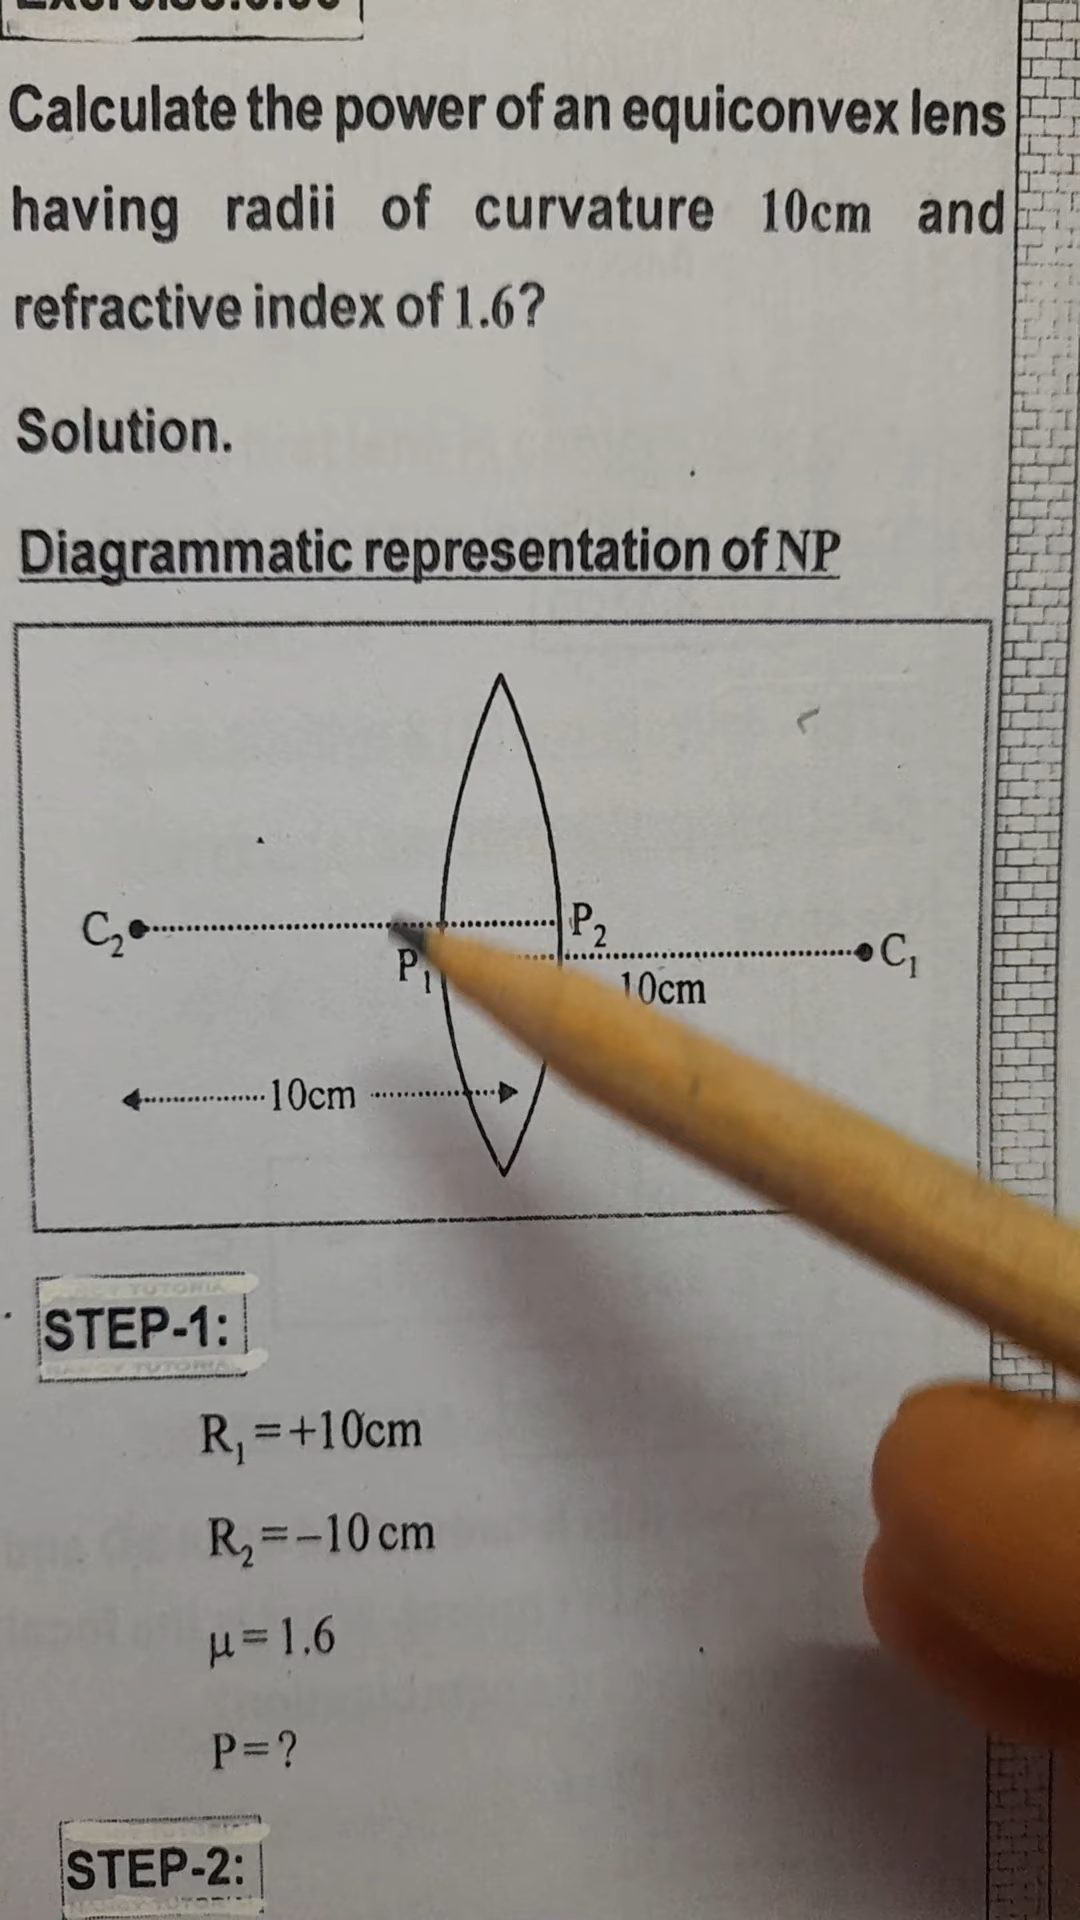 Calculate the power of an equiconvex lens
having radii of curvature 10cm and
refractive index of 1.6?
Solution.
Diagrammatic representation of NP
C₂ P₂
P₁ C₁
10cm
10cm
STEP-1:
R₁=+10cm
R₂=−10 cm
μ=1.6
P=?
STEP-2: